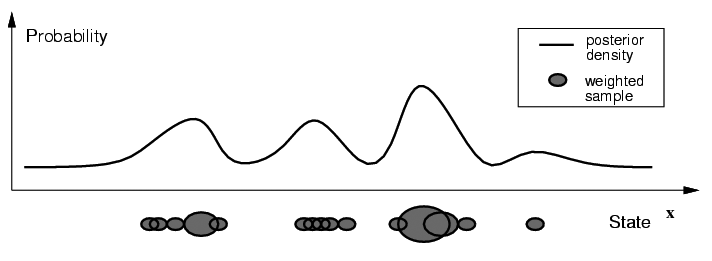 Probability
posterior
density
weighted
sample
State x